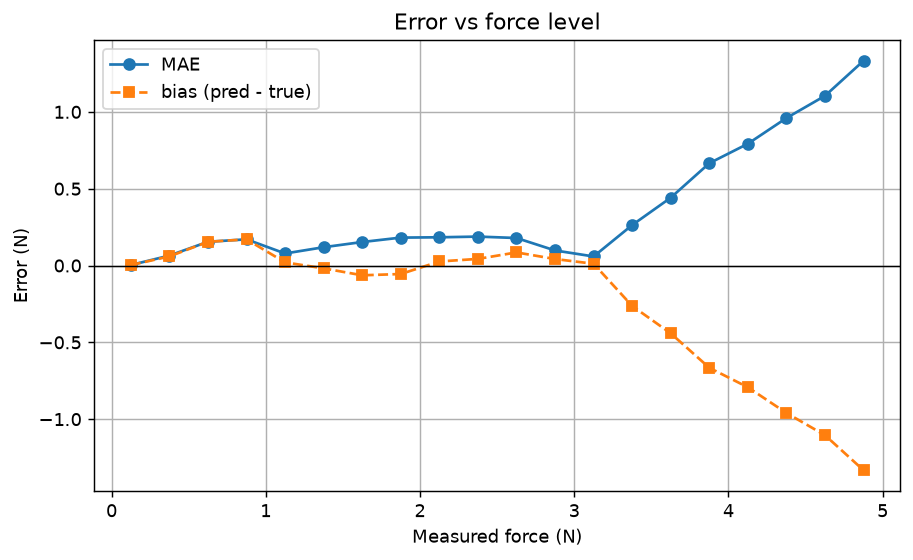 Error vs force level
MAE
bias (pred - true)
1.0
0.5
0.0
−0.5
−1.0
Error (N)
0 1 2 3 4 5
Measured force (N)